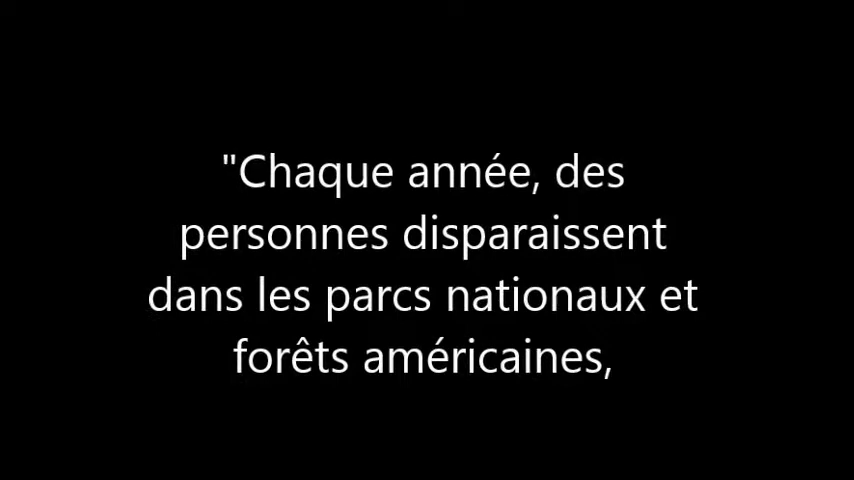 "Chaque année, des
personnes disparaissent
dans les parcs nationaux et
forêts américaines,